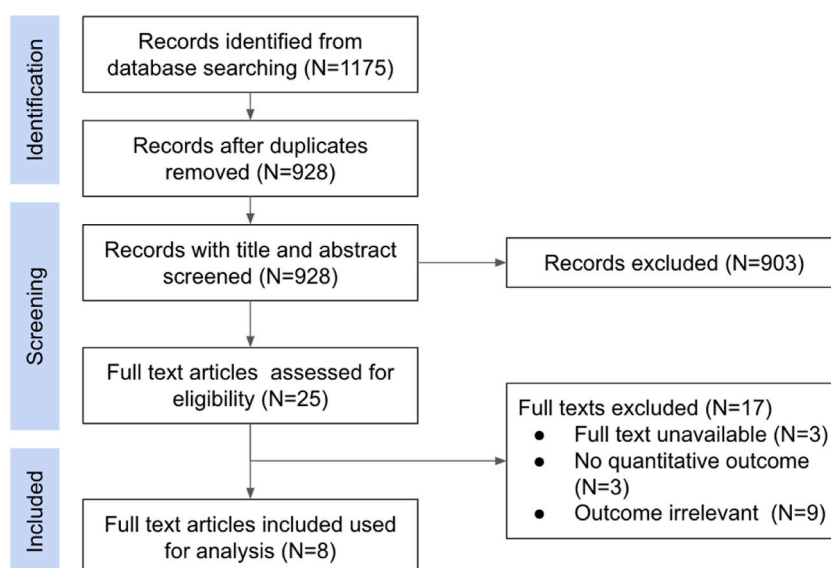 Identification
Records identified from
database searching (N=1175)
Records after duplicates
removed (N=928)
Screening
Records with title and abstract
screened (N=928)
Records excluded (N=903)
Full text articles assessed for
eligibility (N=25)
Full texts excluded (N=17)
● Full text unavailable (N=3)
● No quantitative outcome
(N=3)
● Outcome irrelevant (N=9)
Included
Full text articles included used
for analysis (N=8)